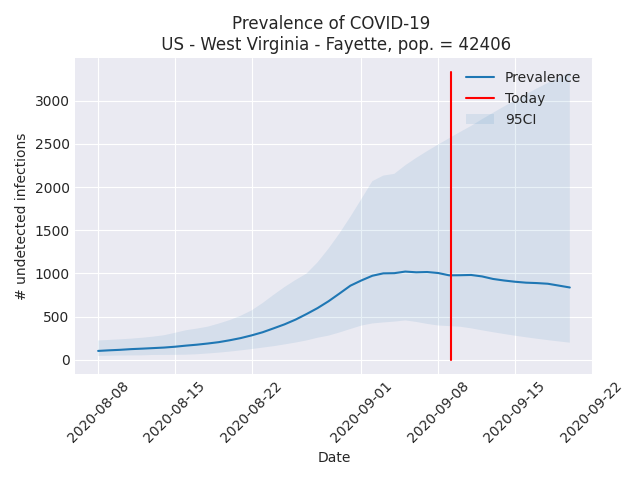 Prevalence of COVID-19
US - West Virginia - Fayette, pop. = 42406
Prevalence
Today
95CI
3000
2500
2000
1500
1000
500
0
# undetected infections
2020-08-08
2020-08-15
2020-08-22
2020-09-01
2020-09-08
2020-09-15
2020-09-22
Date